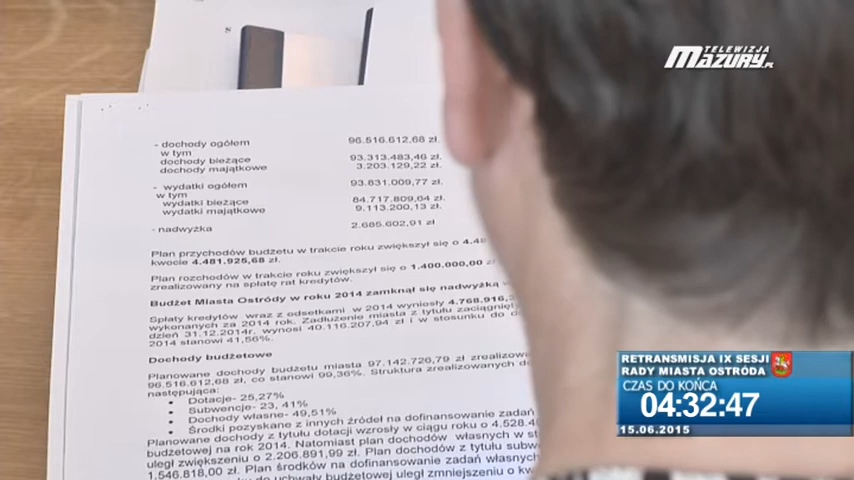 TELEWIZJA
MAZURY.PL
- dochody ogółem 96.516.612,68 zł.
w tym
dochody bieżące 93.313.483,46 zł.
dochody majątkowe 3.203.129,22 zł.
- wydatki ogółem 93.831.009,77 zł.
w tym
wydatki bieżące 84.717.809,64 zł.
wydatki majątkowe 9.113.200,13 zł.
- nadwyżka 2.685.602,91 zł.
Plan przychodów budżetu w trakcie roku zwiększył się o
kwocie 4.481.925,68 zł.
Plan rozchodów w trakcie roku zwiększył się o 1.400.000,00 zł
zrealizowany na spłatę rat kredytów.
Budżet Miasta Ostródy w roku 2014 zamknął się nadwyżką w
Spłaty kredytów wraz z odsetkami w 2014 wyniosły 4.768.916,
wykonanych za 2014 rok. Zadłużenie miasta z tytułu
dzień 31.12.2014r. wynosi 40.116.207,94 zł i w stosunku do
2014 stanowi 41,56%.
Dochody budżetowe
Planowane dochody budżetu miasta 97.142.726,79 zł
96.516.612,68 zł, co stanowi 99,36%. Struktura zrealizowanych
następująca:
• Dotacje- 25,27%
• Subwencje- 23, 41%
• Dochody własne- 49,51%
• Środki pozyskane z innych źródeł na dofinansowanie zadań
Planowane dochody z tytułu dotacji wzrosły w ciągu roku o 4,528.
budżetowej na rok 2014. Natomiast plan dochodów własnych w
uległ zwiększeniu o 2.206.891,99 zł. Plan dochodów z tytułu
1.546.818,00 zł. Plan środków na dofinansowanie zadań
do uchwały budżetowej uległ zmniejszeniu o
RETRANSMISJA IX SESJI
RADY MIASTA OSTRÓDA
CZAS DO KOŃCA
04:32:47
15.06.2015